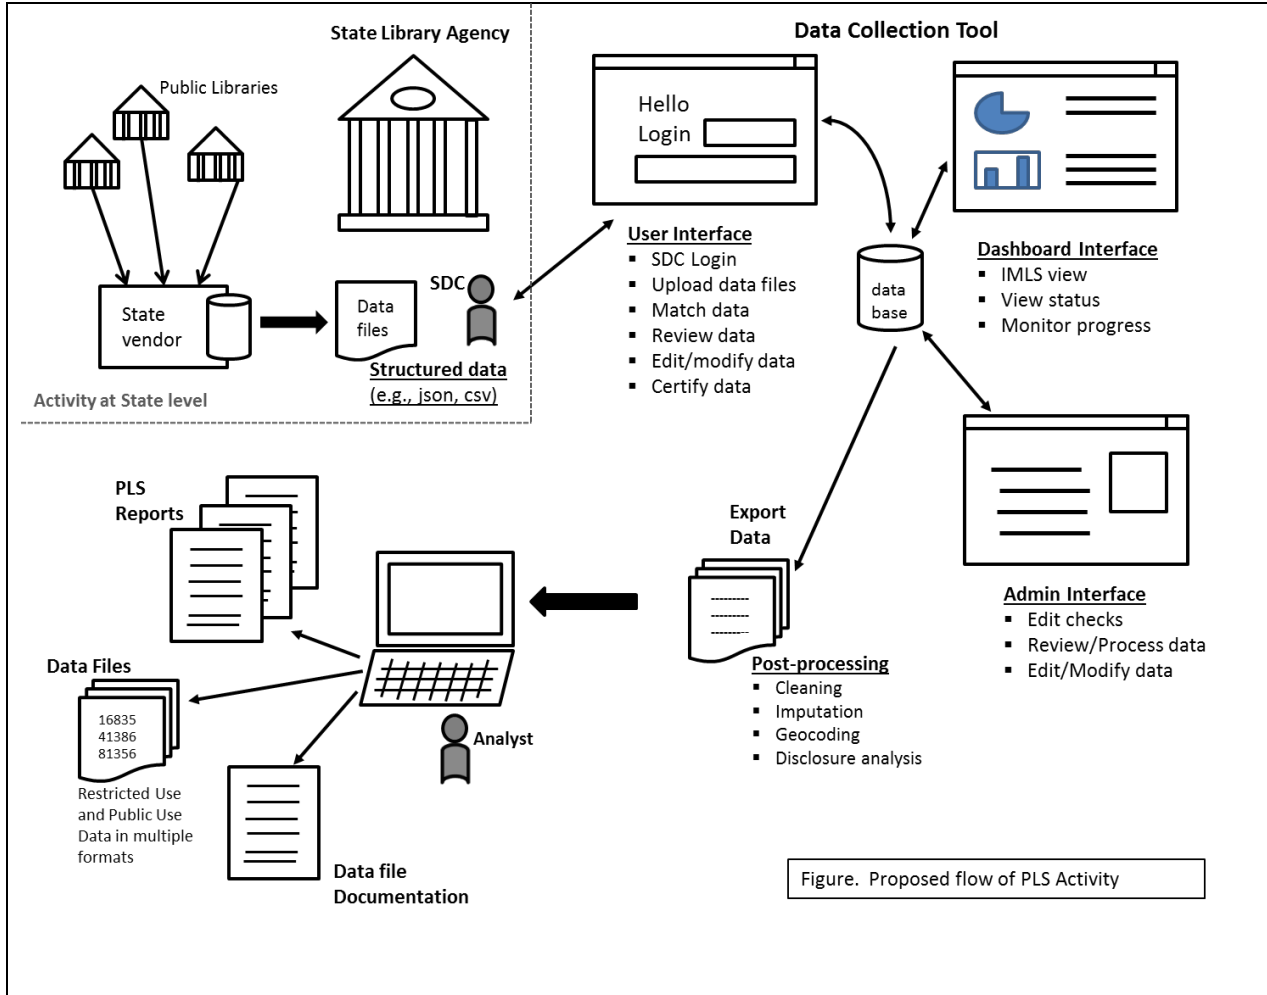 State Library Agency
Public Libraries
State
vendor
Data
files
SDC
Structured data
(e.g., json, csv)
Activity at State level
Data Collection Tool
Hello
Login
User Interface
▪ SDC Login
▪ Upload data files
▪ Match data
▪ Review data
▪ Edit/modify data
▪ Certify data
data
base
Dashboard Interface
▪ IMLS view
▪ View status
▪ Monitor progress
Admin Interface
▪ Edit checks
▪ Review/Process data
▪ Edit/Modify data
Export
Data
Post-processing
▪ Cleaning
▪ Imputation
▪ Geocoding
▪ Disclosure analysis
PLS
Reports
Analyst
Data Files
16835
41386
81356
Restricted Use
and Public Use
Data in multiple
formats
Data file
Documentation
Figure.  Proposed flow of PLS Activity